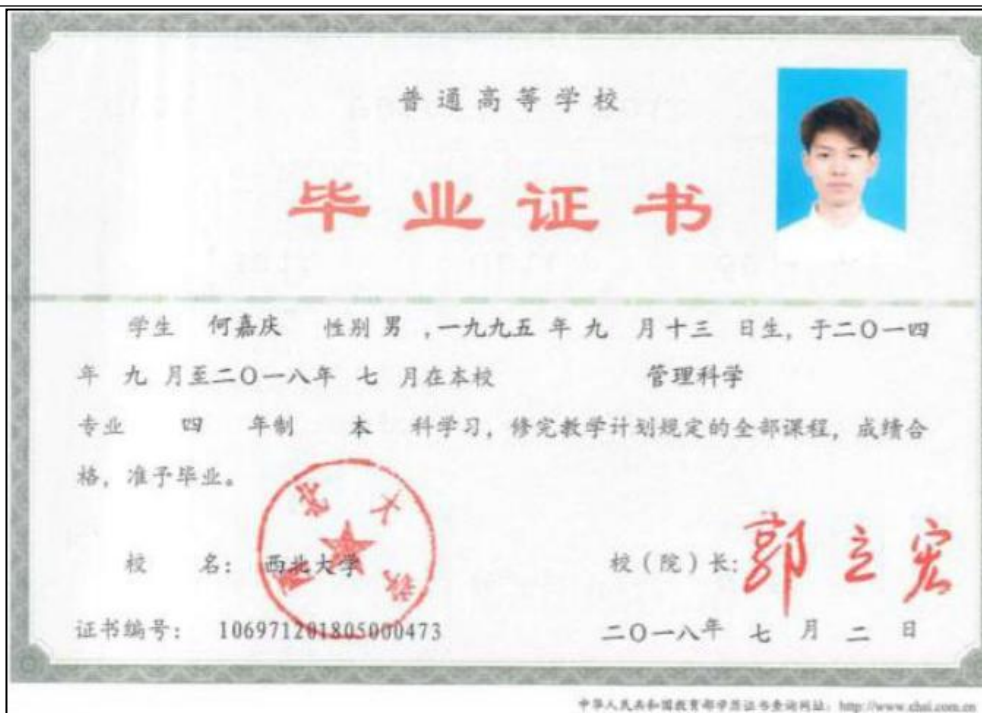 普通高等学校
毕业证书
学生 何嘉庆 性别 男 ,一九九五 年 九 月十三 日生, 于二〇一四
年 九 月至二〇一八年 七 月在本校 管理科学
专业 四 年制 本 科学习, 修完教学计划规定的全部课程, 成绩合
格, 准予毕业。
校 名: 西北大学
校(院)长: 郭立宏
证书编号: 106971201805000473
二〇一八年 七 月 二 日
中华人民共和国教育部学历证书查询网址: http://www.chsi.com.cn